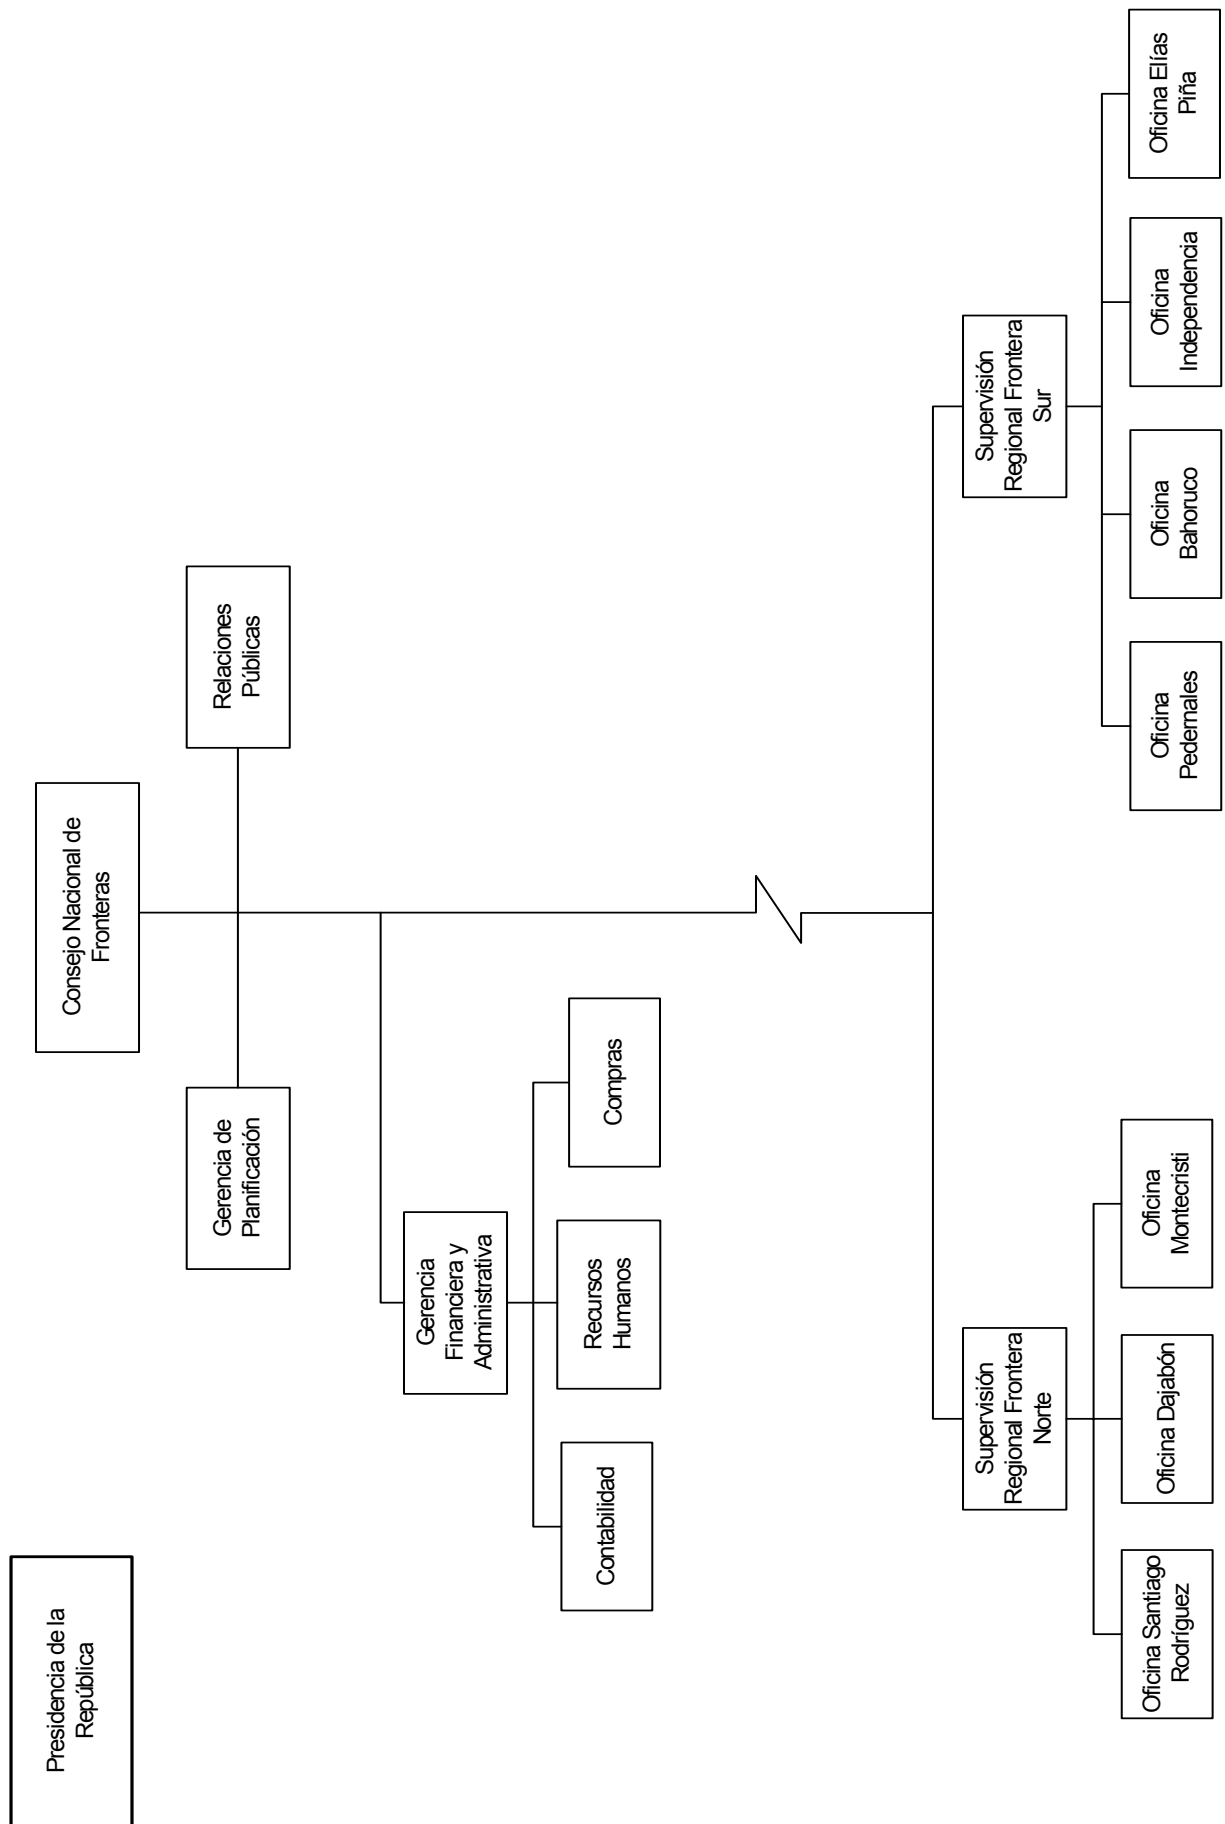 Presidencia de la
República
Consejo Nacional de
Fronteras
Gerencia de
Planificación
Relaciones
Públicas
Gerencia
Financiera y
Administrativa
Contabilidad
Recursos
Humanos
Compras
Supervisión
Regional Frontera
Norte
Supervisión
Regional Frontera
Sur
Oficina Santiago
Rodríguez
Oficina Dajabón
Oficina
Montecristi
Oficina
Pedernales
Oficina
Bahoruco
Oficina
Independencia
Oficina Elías
Piña